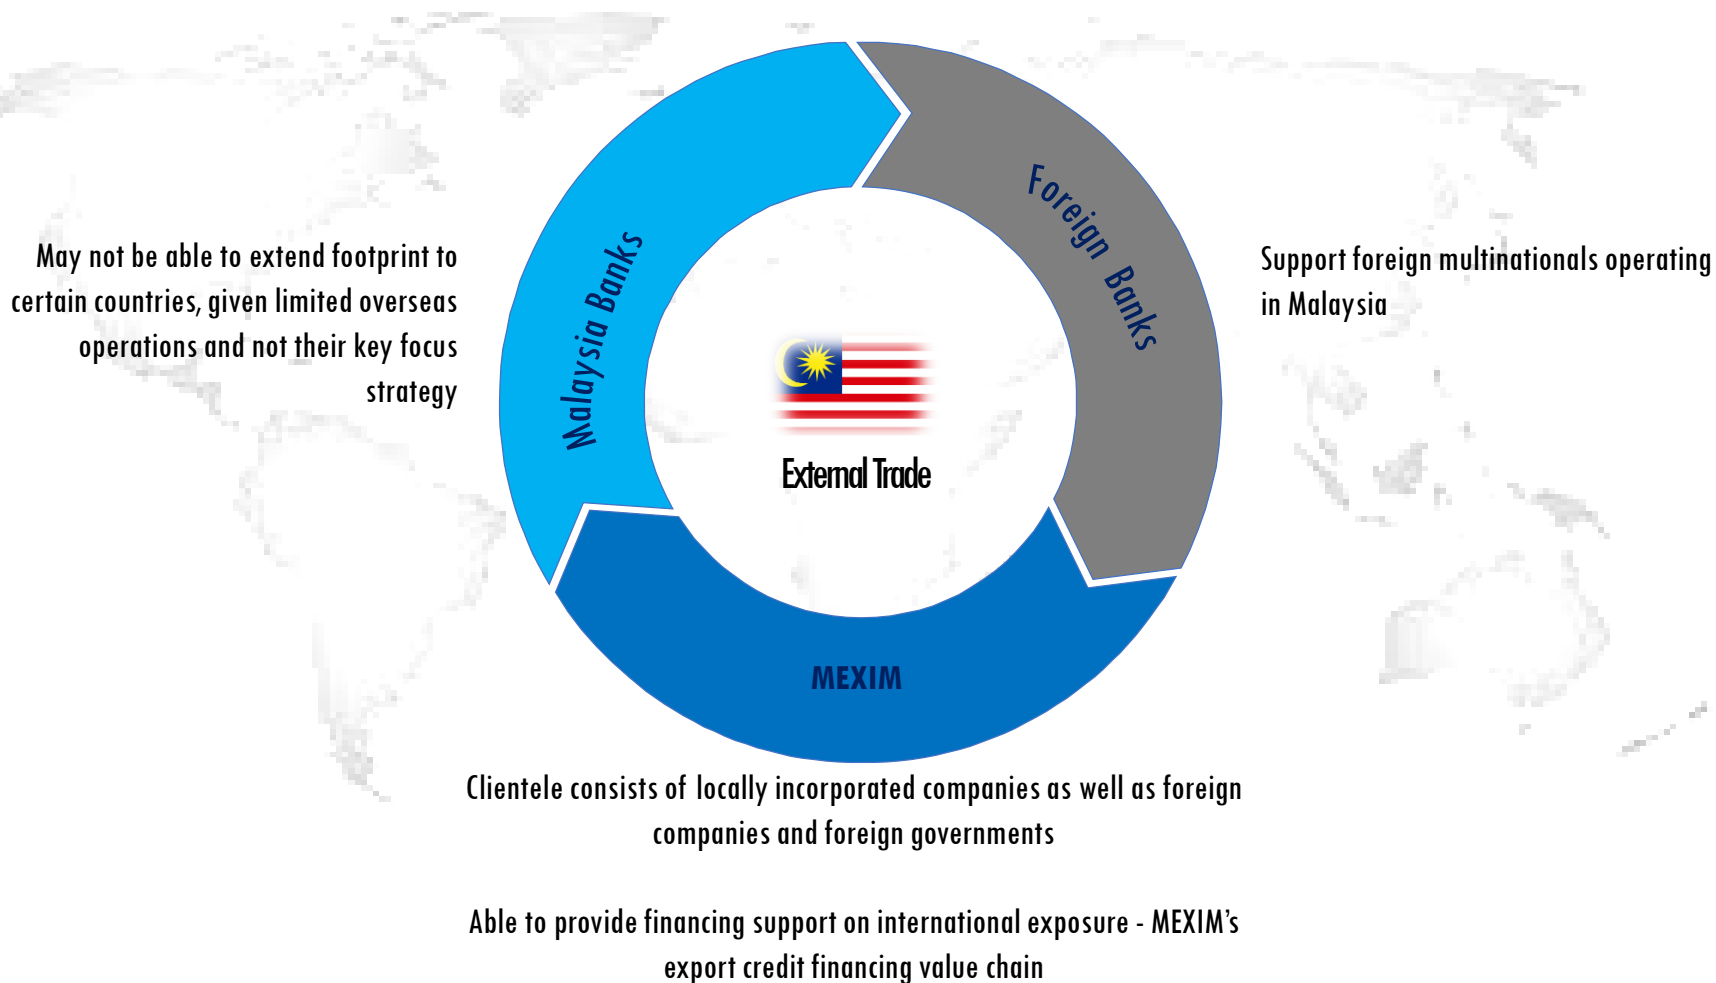 Foreign Banks
Malaysia Banks
May not be able to extend footprint to
certain countries, given limited overseas
operations and not their key focus
strategy
Support foreign multinationals operating
in Malaysia
External Trade
MEXIM
Clientele consists of locally incorporated companies as well as foreign
companies and foreign governments
Able to provide financing support on international exposure - MEXIM’s
export credit financing value chain